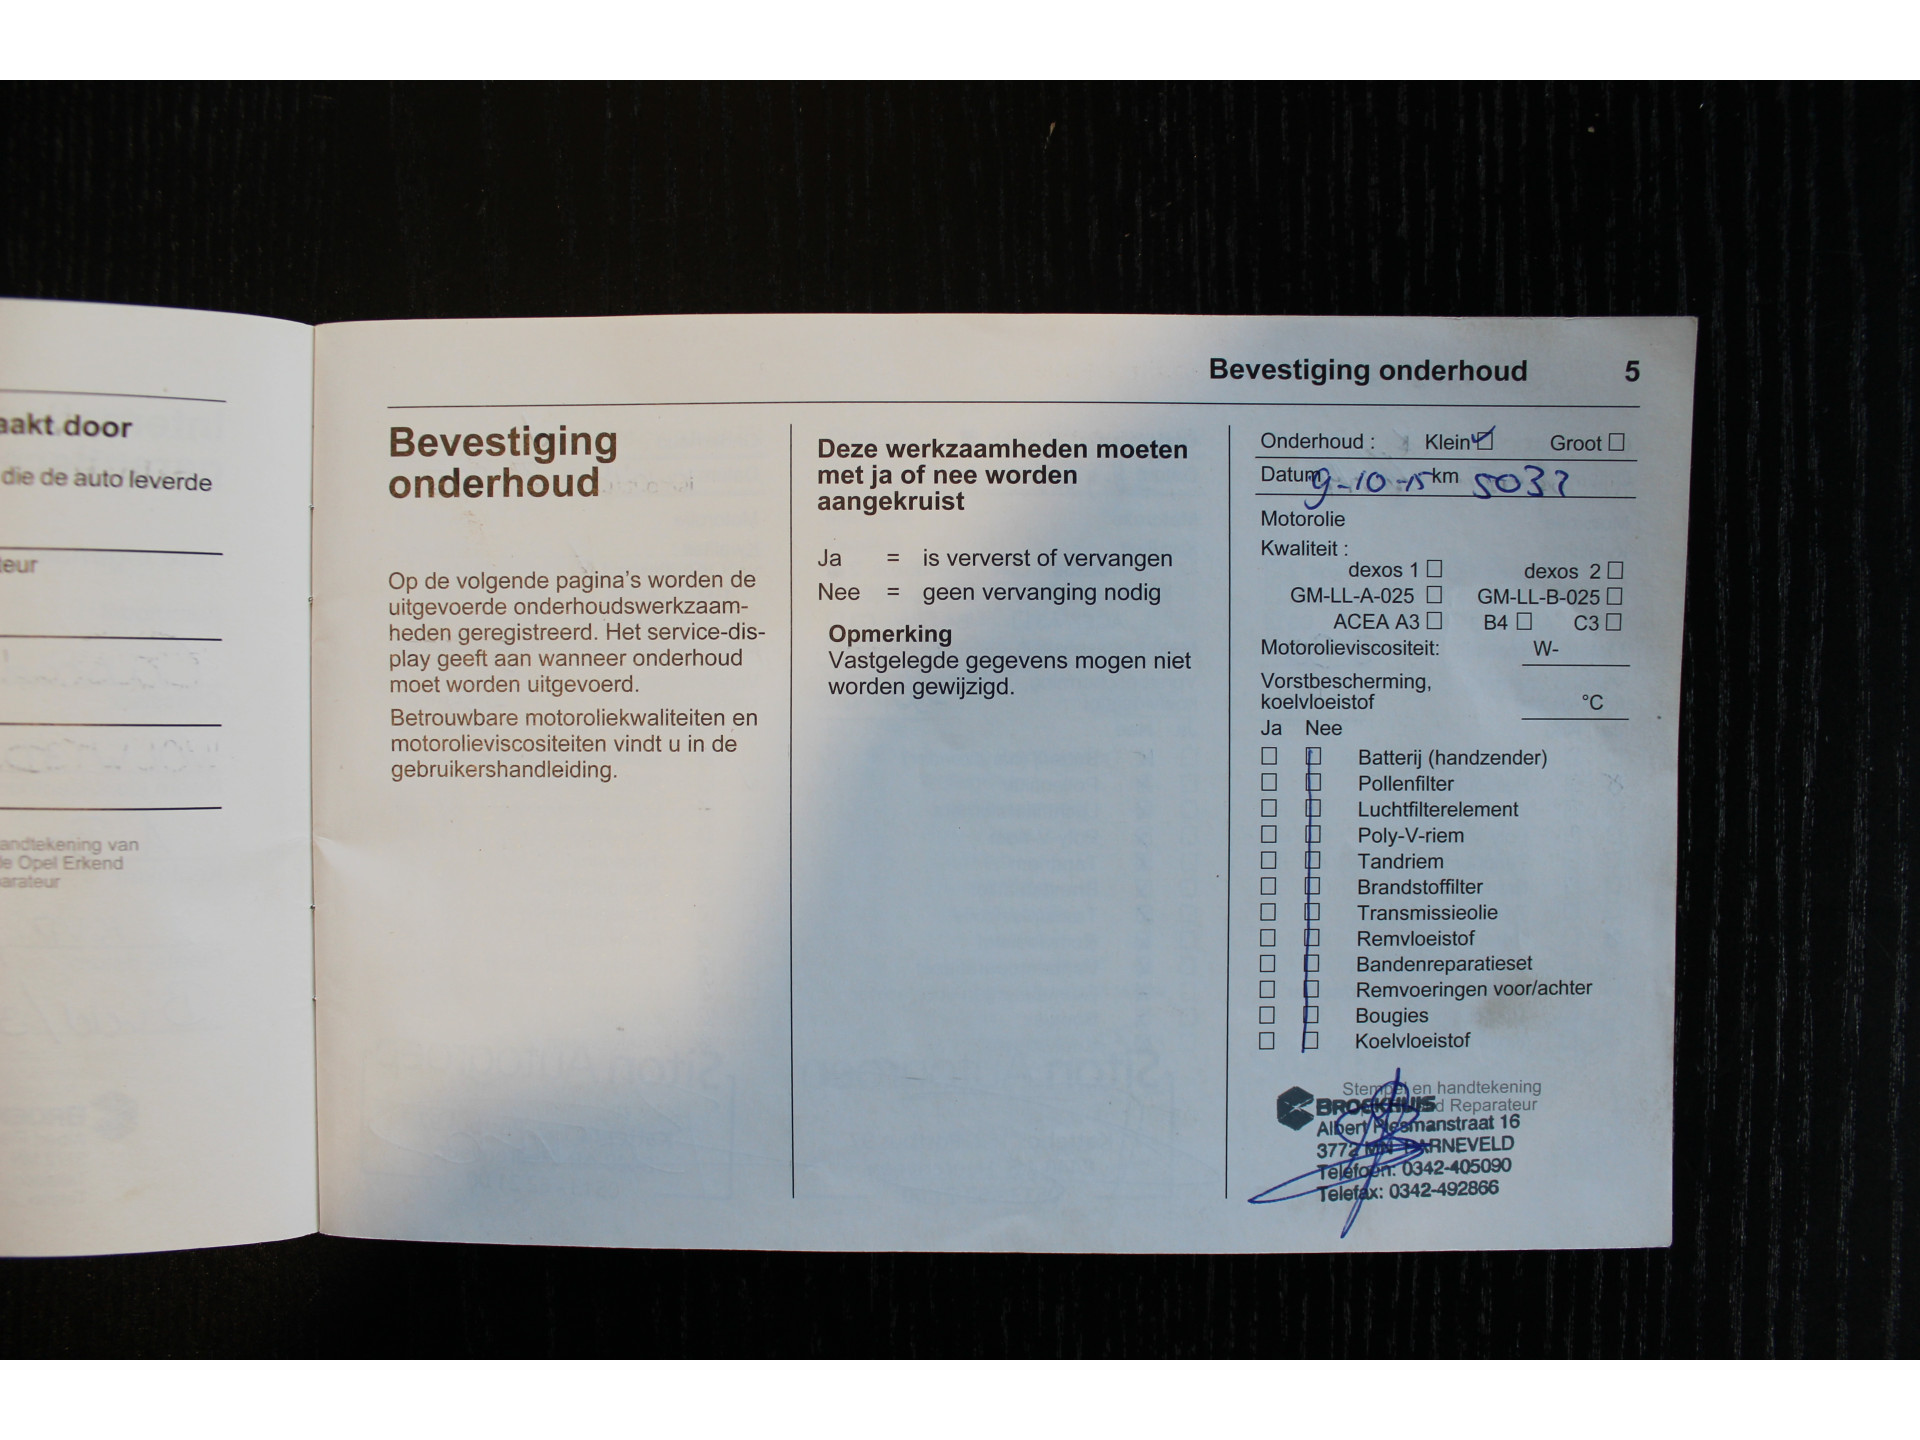 aakt door
die de auto leverde
eur
andtekening van
de Opel Erkend
parateur
Bevestiging onderhoud 5
Bevestiging
onderhoud
Op de volgende pagina's worden de
uitgevoerde onderhoudswerkzaam-
heden geregistreerd. Het service-dis-
play geeft aan wanneer onderhoud
moet worden uitgevoerd.
Betrouwbare motoroliekwaliteiten en
motorolieviscositeiten vindt u in de
gebruikershandleiding.
Deze werkzaamheden moeten
met ja of nee worden
aangekruist
Ja = is ververst of vervangen
Nee = geen vervanging nodig
Opmerking
Vastgelegde gegevens mogen niet
worden gewijzigd.
Onderhoud : Klein Groot
Datum 9-10-15 km
Motorolie
Kwaliteit :
dexos 1 dexos 2
GM-LL-A-025 GM-LL-B-025
ACEA A3 B4 C3
Motorolieviscositeit: W-
Vorstbescherming,
koelvloeistof °C
Ja Nee
Batterij (handzender)
Pollenfilter
Luchtfilterelement
Poly-V-riem
Tandriem
Brandstoffilter
Transmissieolie
Remvloeistof
Bandenreparatieset
Remvoeringen voor/achter
Bougies
Koelvloeistof
Stempel en handtekening
BROEKHUIS Reparateur
Albert Plesmanstraat 16
3772 MN BARNEVELD
Telefoon: 0342-405090
Telefax: 0342-492866